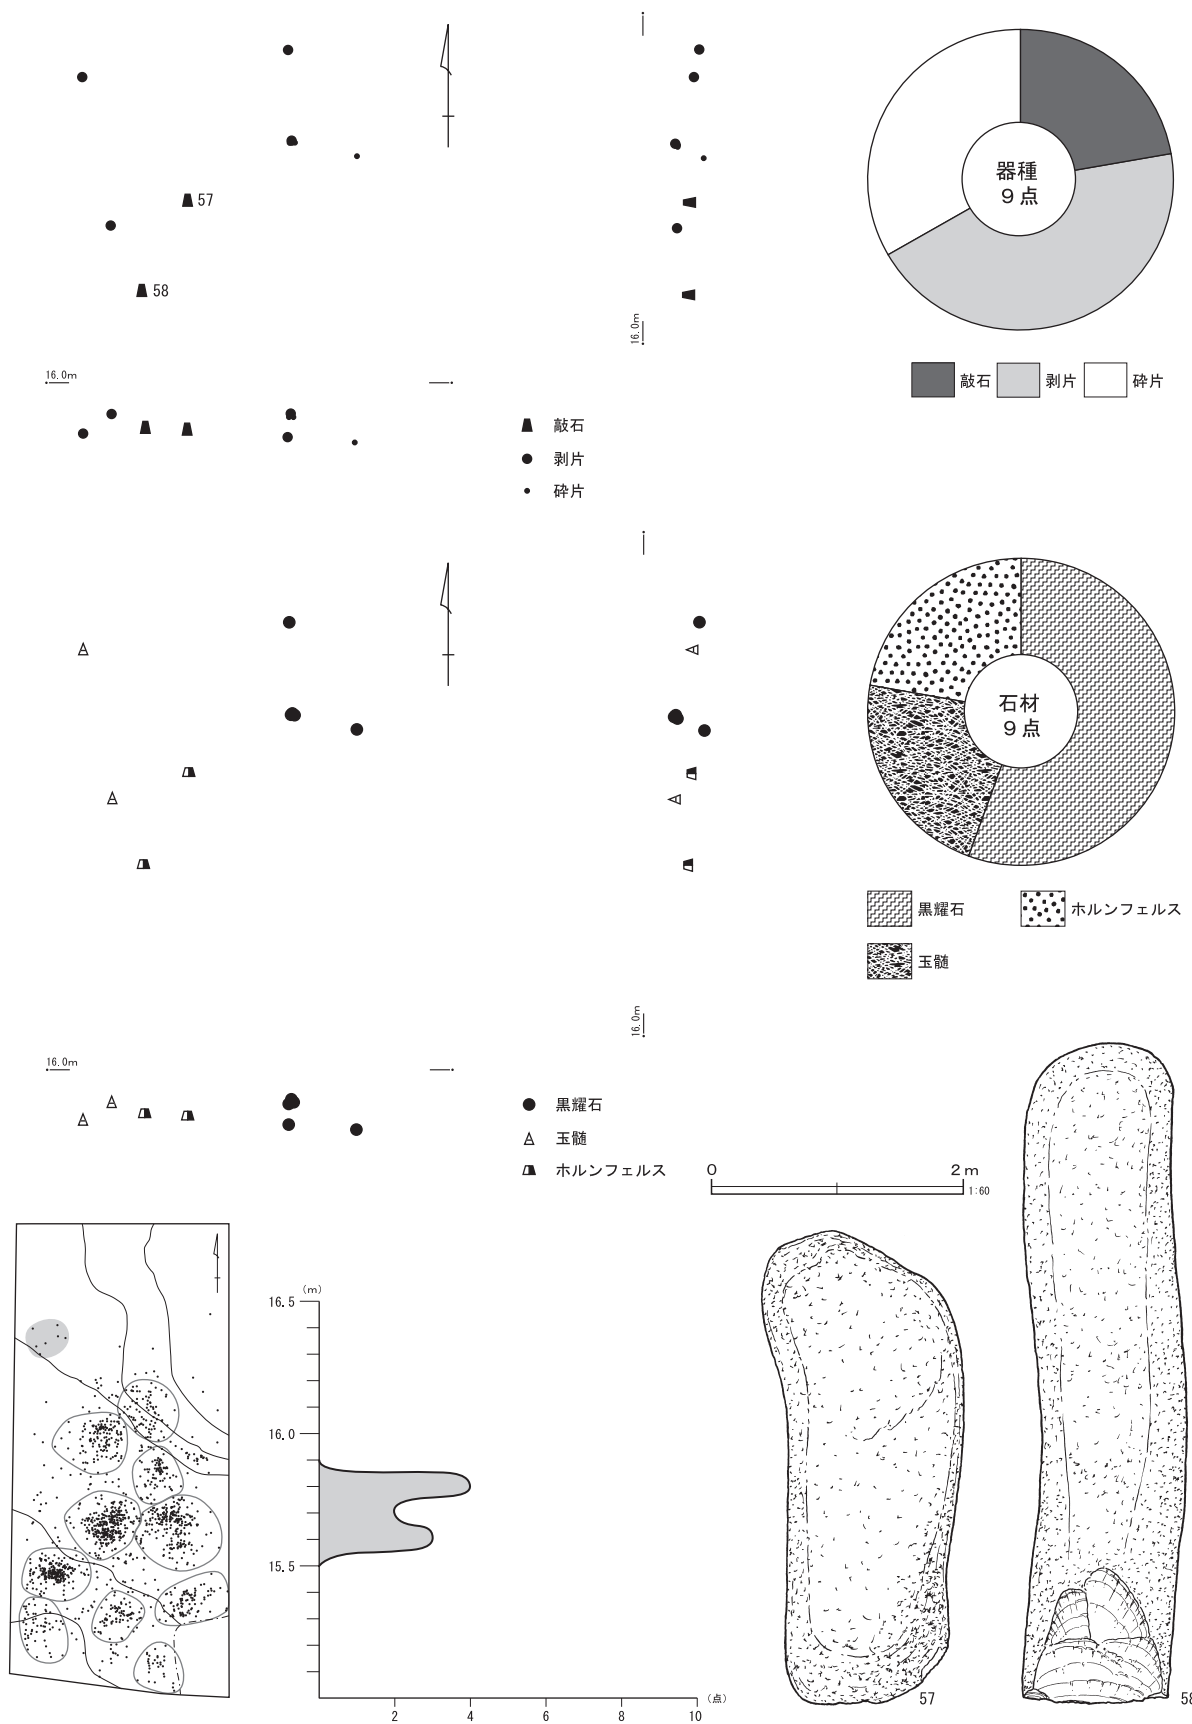 57
58
16.0m
16.0m
敲石
剥片
砕片
器種
9点
敲石
剥片
砕片
16.0m
16.0m
黒耀石
玉髄
ホルンフェルス
石材
9点
黒耀石
ホルンフェルス
玉髄
0
2m
1:60
(m)
16.5
16.0
15.5
2
4
6
8
10
(点)
57
58